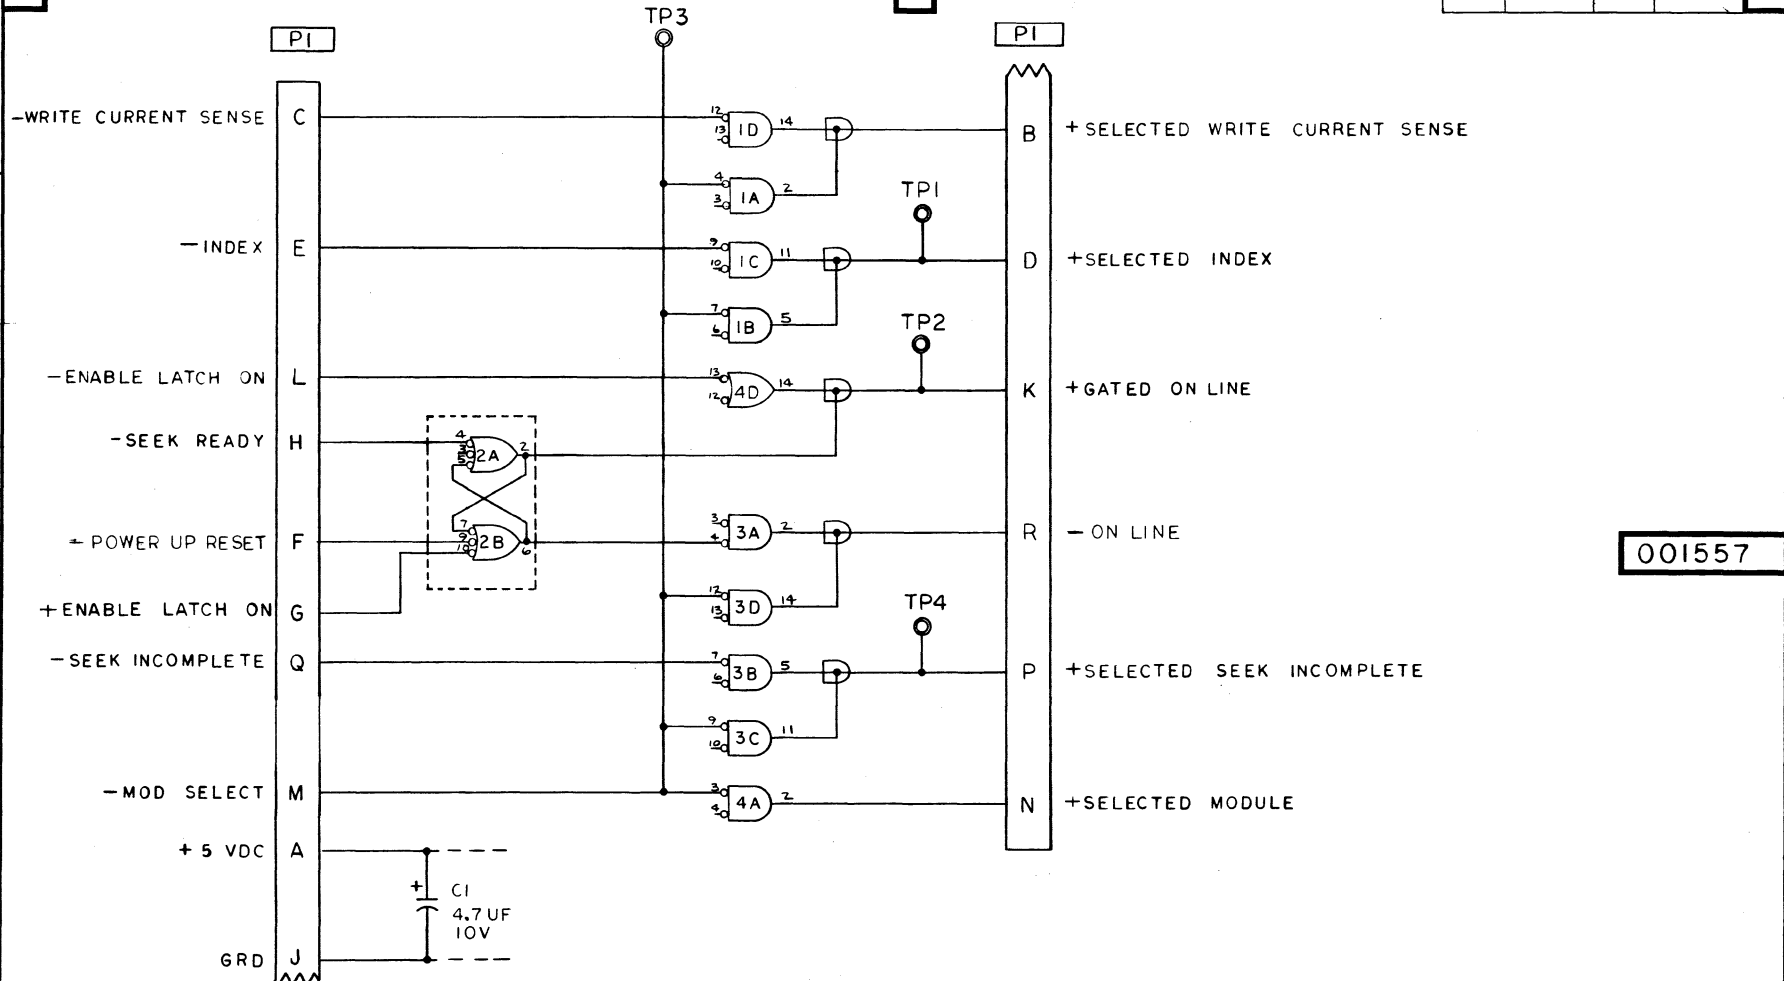 TP3
P1
P1
-WRITE CURRENT SENSE C
12
13
1D
14
B +SELECTED WRITE CURRENT SENSE
4
3
1A
2
TP1
-INDEX E
9
10
1C
11
D +SELECTED INDEX
7
6
1B
5
TP2
-ENABLE LATCH ON L
13
12
4D
14
K +GATED ON LINE
-SEEK READY H
4
3
5
2A
2
POWER UP RESET F
7
9
10
2B
6
3
4
3A
2
R - ON LINE
001557
+ENABLE LATCH ON G
12
13
3D
14
TP4
-SEEK INCOMPLETE Q
7
6
3B
5
P +SELECTED SEEK INCOMPLETE
9
10
3C
11
-MOD SELECT M
3
4
4A
2
N +SELECTED MODULE
+ 5 VDC A
+ C1
4.7 UF
10V
GRD J